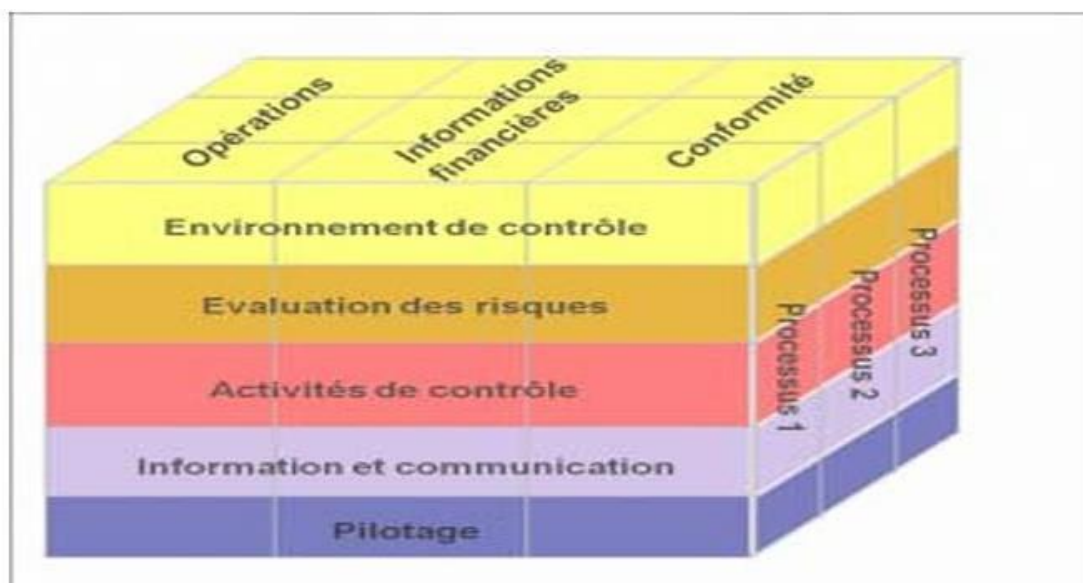 Opérations
Informations
financières
Conformité
Environnement de contrôle
Evaluation des risques
Activités de contrôle
Information et communication
Pilotage
Processus 1
Processus 2
Processus 3